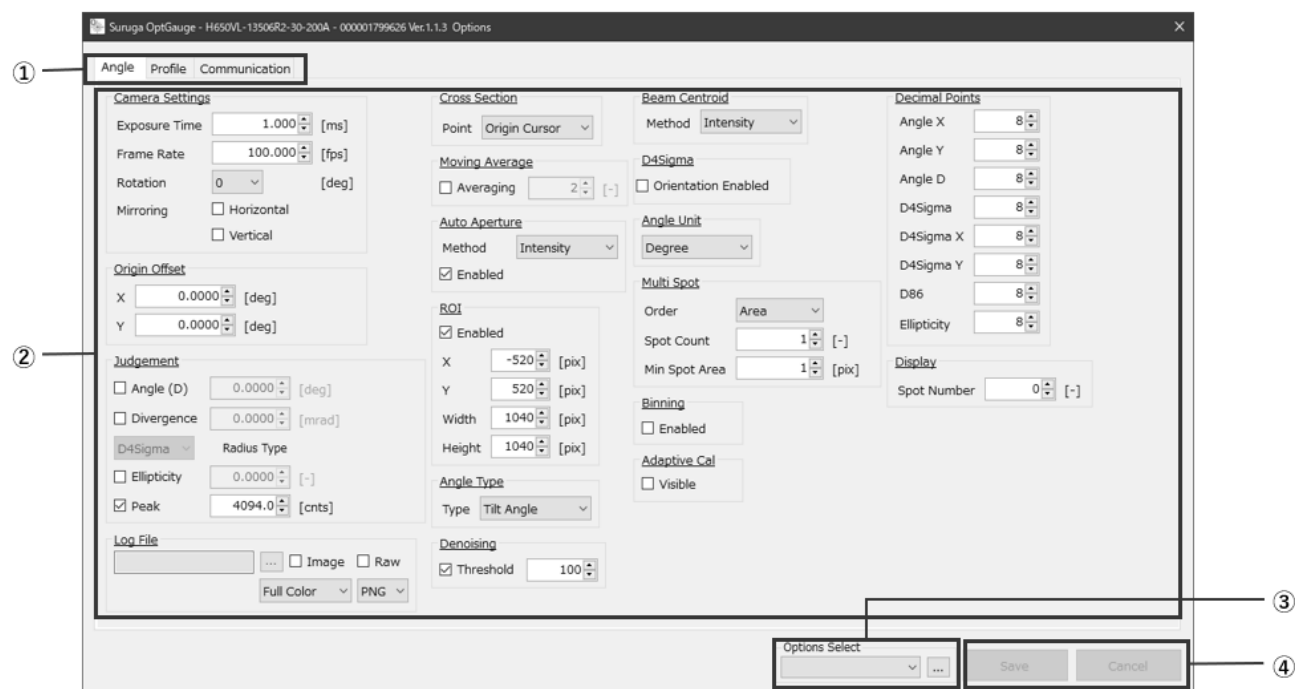 Suruga OptGauge - H650VL-13506R2-30-200A - 000001799626 Ver.1.1.3 Options
①
Angle Profile Communication
②
Camera Settings
Exposure Time 1.000 [ms]
Frame Rate 100.000 [fps]
Rotation 0 [deg]
Mirroring Horizontal
Vertical
Origin Offset
X 0.0000 [deg]
Y 0.0000 [deg]
Judgement
Angle (D) 0.0000 [deg]
Divergence 0.0000 [mrad]
D4Sigma Radius Type
Ellipticity 0.0000 [-]
Peak 4094.0 [cnts]
Log File
... Image Raw
Full Color PNG
Cross Section
Point Origin Cursor
Moving Average
Averaging 2 [-]
Auto Aperture
Method Intensity
Enabled
ROI
Enabled
X -520 [pix]
Y 520 [pix]
Width 1040 [pix]
Height 1040 [pix]
Angle Type
Type Tilt Angle
Denoising
Threshold 100
Beam Centroid
Method Intensity
D4Sigma
Orientation Enabled
Angle Unit
Degree
Multi Spot
Order Area
Spot Count 1 [-]
Min Spot Area 1 [pix]
Binning
Enabled
Adaptive Cal
Visible
Decimal Points
Angle X 8
Angle Y 8
Angle D 8
D4Sigma 8
D4Sigma X 8
D4Sigma Y 8
D86 8
Ellipticity 8
Display
Spot Number 0 [-]
③
Options Select
...
Save Cancel
④